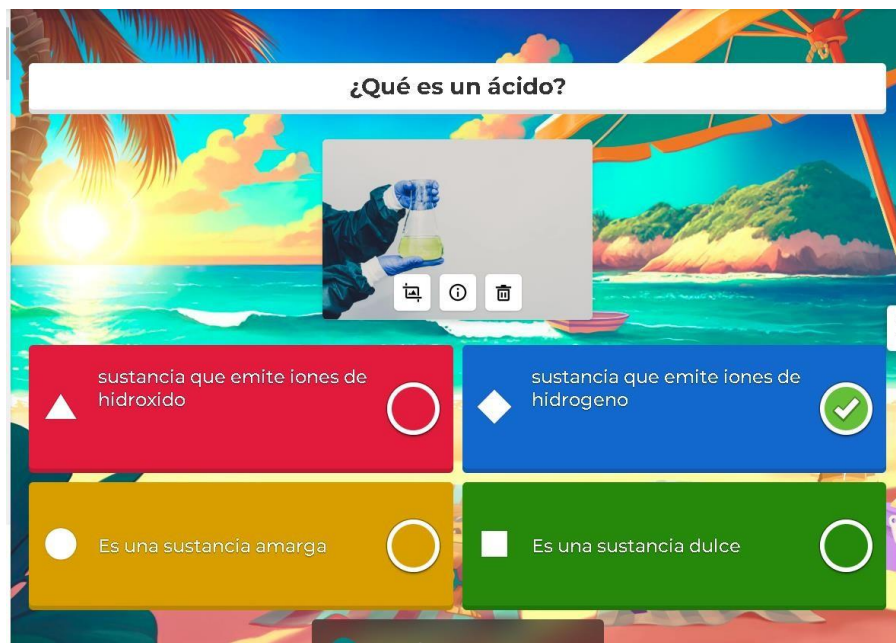 ¿Qué es un ácido?
sustancia que emite iones de
hidroxido
sustancia que emite iones de
hidrogeno
Es una sustancia amarga
Es una sustancia dulce